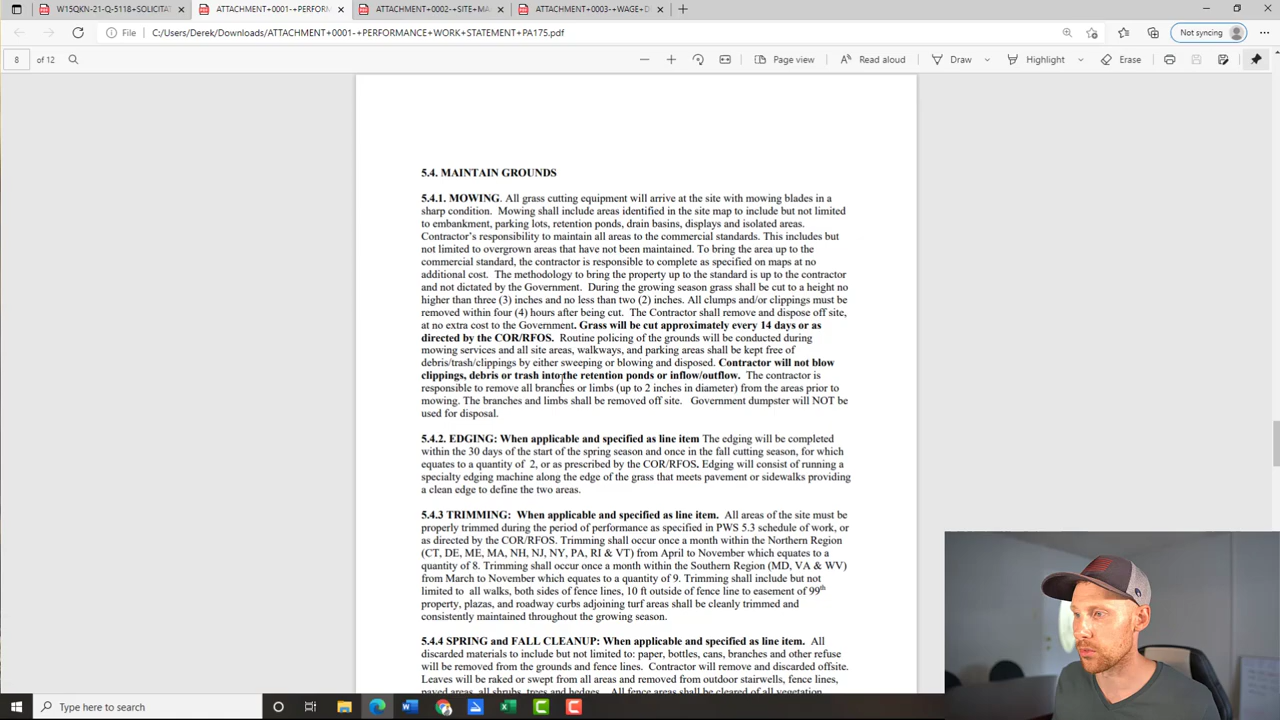 W15QKN-21-Q-5118+SOLICITAT
ATTACHMENT+0001-+PERFORM
ATTACHMENT+0002-+SITE+MA
ATTACHMENT+0003-+WAGE+D
File C:/Users/Derek/Downloads/ATTACHMENT+0001-+PERFORMANCE+WORK+STATEMENT+PA175.pdf
Not syncing
8 of 12
Page view
Read aloud
Draw
Highlight
Erase
5.4. MAINTAIN GROUNDS
5.4.1. MOWING. All grass cutting equipment will arrive at the site with mowing blades in a
sharp condition. Mowing shall include areas identified in the site map to include but not limited
to embankment, parking lots, retention ponds, drain basins, displays and isolated areas.
Contractor's responsibility to maintain all areas to the commercial standards. This includes but
not limited to overgrown areas that have not been maintained. To bring the area up to the
commercial standard, the contractor is responsible to complete as specified on maps at no
additional cost. The methodology to bring the property up to the standard is up to the contractor
and not dictated by the Government. During the growing season grass shall be cut to a height no
higher than three (3) inches and no less than two (2) inches. All clumps and/or clippings must be
removed within four (4) hours after being cut. The Contractor shall remove and dispose off site,
at no extra cost to the Government. Grass will be cut approximately every 14 days or as
directed by the COR/RFOS. Routine policing of the grounds will be conducted during
mowing services and all site areas, walkways, and parking areas shall be kept free of
debris/trash/clippings by either sweeping or blowing and disposed. Contractor will not blow
clippings, debris or trash into the retention ponds or inflow/outflow. The contractor is
responsible to remove all branches or limbs (up to 2 inches in diameter) from the areas prior to
mowing. The branches and limbs shall be removed off site. Government dumpster will NOT be
used for disposal.
5.4.2. EDGING: When applicable and specified as line item The edging will be completed
within the 30 days of the start of the spring season and once in the fall cutting season, for which
equates to a quantity of 2, or as prescribed by the COR/RFOS. Edging will consist of running a
specialty edging machine along the edge of the grass that meets pavement or sidewalks providing
a clean edge to define the two areas.
5.4.3 TRIMMING: When applicable and specified as line item. All areas of the site must be
properly trimmed during the period of performance as specified in PWS 5.3 schedule of work, or
as directed by the COR/RFOS. Trimming shall occur once a month within the Northern Region
(CT, DE, ME, MA, NH, NJ, NY, PA, RI & VT) from April to November which equates to a
quantity of 8. Trimming shall occur once a month within the Southern Region (MD, VA & WV)
from March to November which equates to a quantity of 9. Trimming shall include but not
limited to all walks, both sides of fence lines, 10 ft outside of fence line to easement of 99th
property, plazas, and roadway curbs adjoining turf areas shall be cleanly trimmed and
consistently maintained throughout the growing season.
5.4.4 SPRING and FALL CLEANUP: When applicable and specified as line item. All
discarded materials to include but not limited to: paper, bottles, cans, branches and other refuse
will be removed from the grounds and fence lines. Contractor will remove and discarded offsite.
Leaves will be raked or swept from all areas and removed from outdoor stairwells, fence lines,
paved areas, all shrubs, trees and hedges. All fence areas shall be cleared of all vegetation
Type here to search